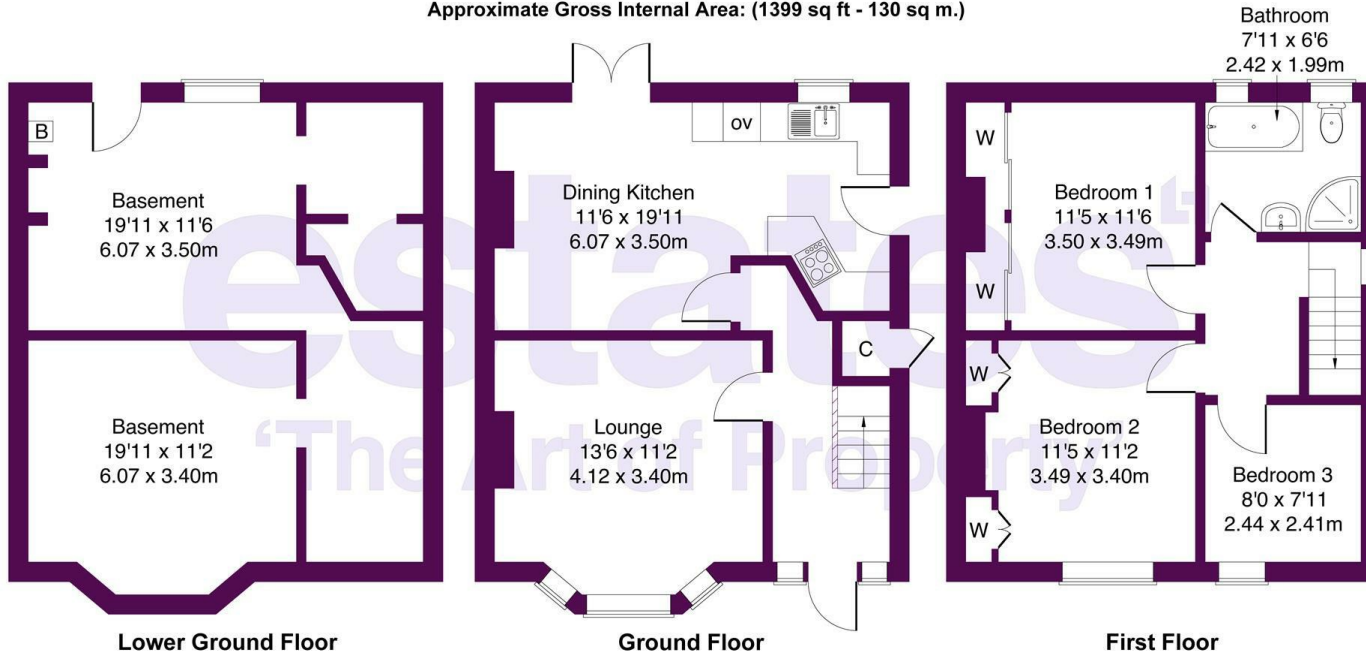 Approximate Gross Internal Area: (1399 sq ft - 130 sq m.)
B
Basement
19'11 x 11'6
6.07 x 3.50m
Basement
19'11 x 11'2
6.07 x 3.40m
Lower Ground Floor
ov
Dining Kitchen
11'6 x 19'11
6.07 x 3.50m
C
Lounge
13'6 x 11'2
4.12 x 3.40m
Ground Floor
Bathroom
7'11 x 6'6
2.42 x 1.99m
W
Bedroom 1
11'5 x 11'6
3.50 x 3.49m
W
W
Bedroom 2
11'5 x 11'2
3.49 x 3.40m
W
Bedroom 3
8'0 x 7'11
2.44 x 2.41m
First Floor
estates
'The Art of Property'